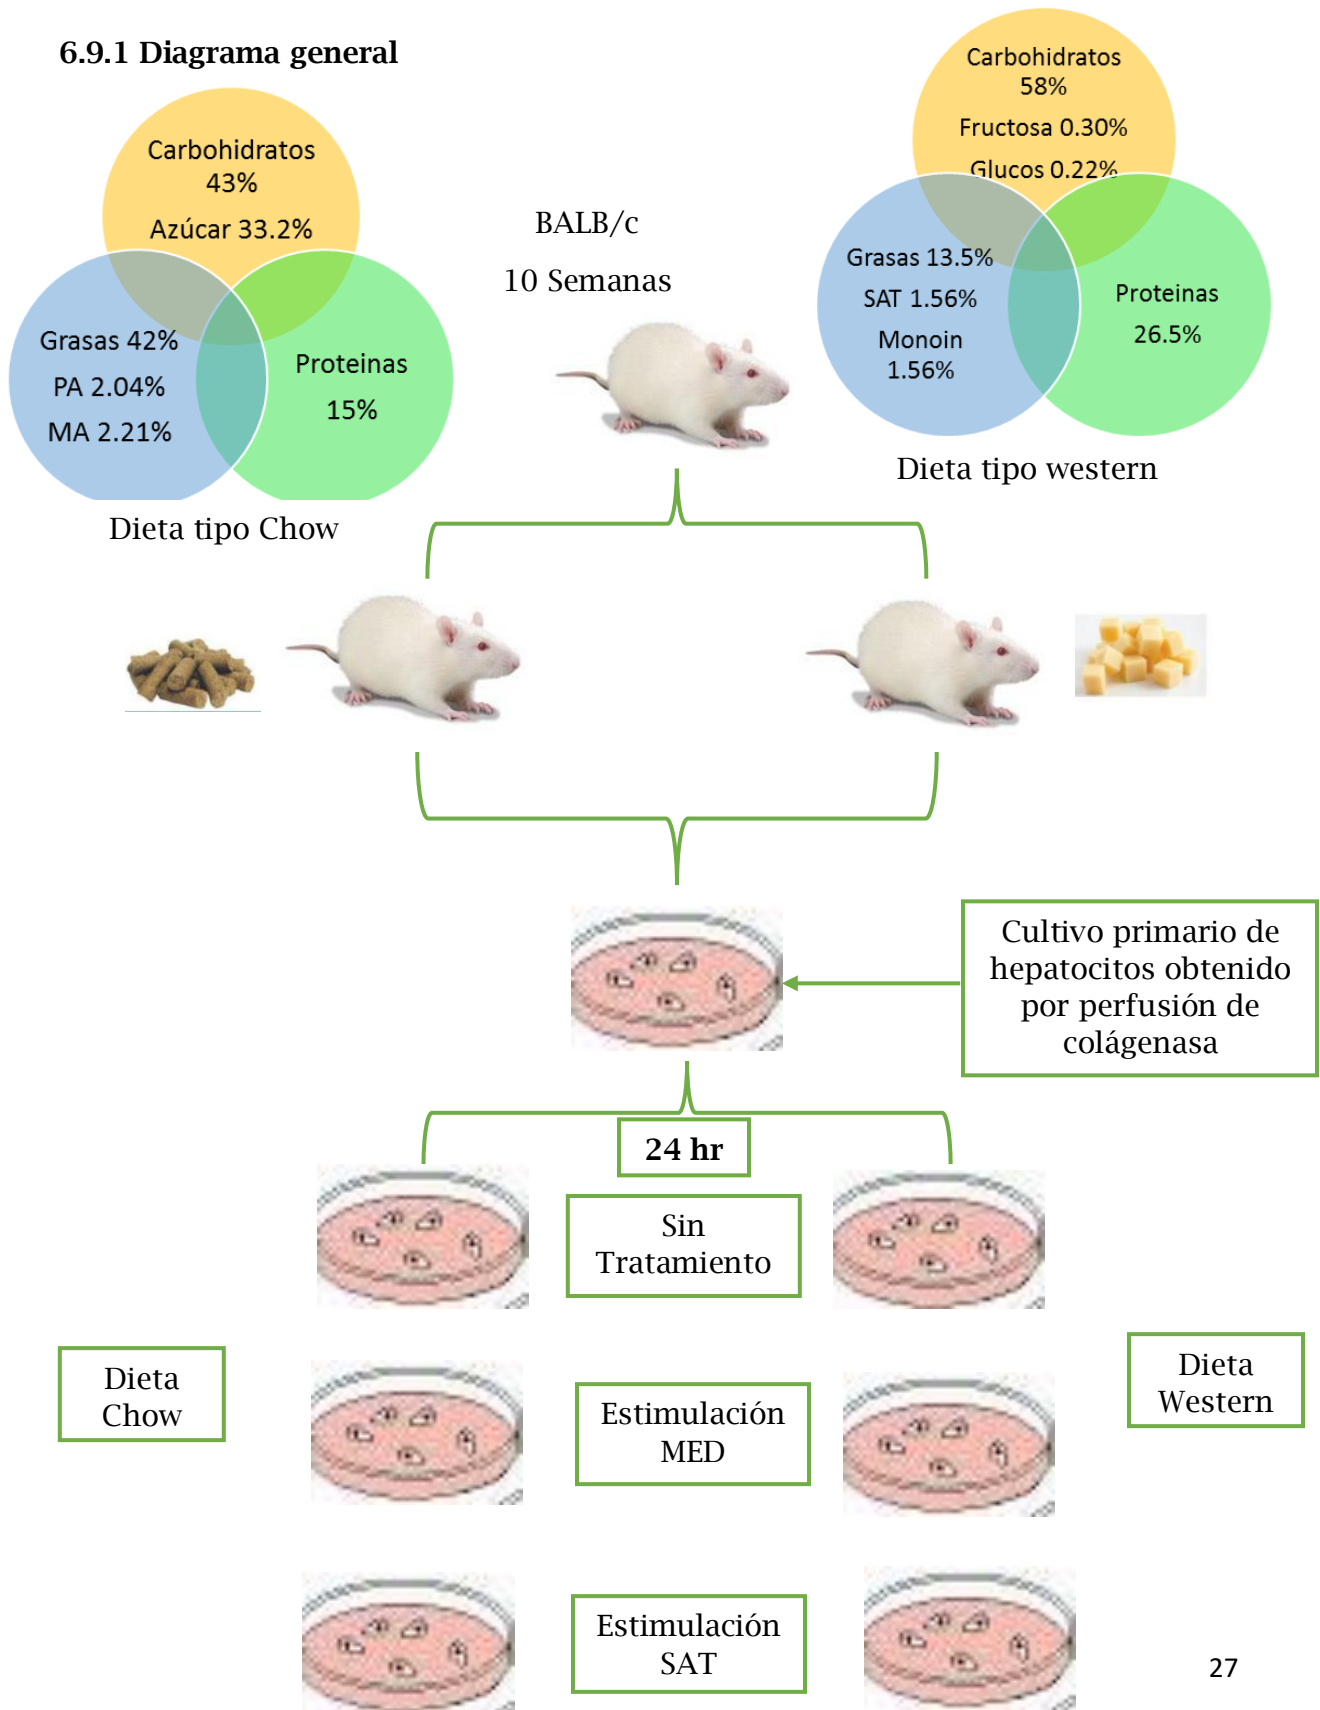 6.9.1 Diagrama general
Carbohidratos
43%
Azúcar 33.2%
Grasas 42%
PA 2.04%
MA 2.21%
Proteinas
15%
Dieta tipo Chow
BALB/c
10 Semanas
Carbohidratos
58%
Fructosa 0.30%
Glucos 0.22%
Grasas 13.5%
SAT 1.56%
Monoin
1.56%
Proteinas
26.5%
Dieta tipo western
Cultivo primario de
hepatocitos obtenido
por perfusión de
colágenasa
24 hr
Sin
Tratamiento
Dieta
Chow
Estimulación
MED
Dieta
Western
Estimulación
SAT
27